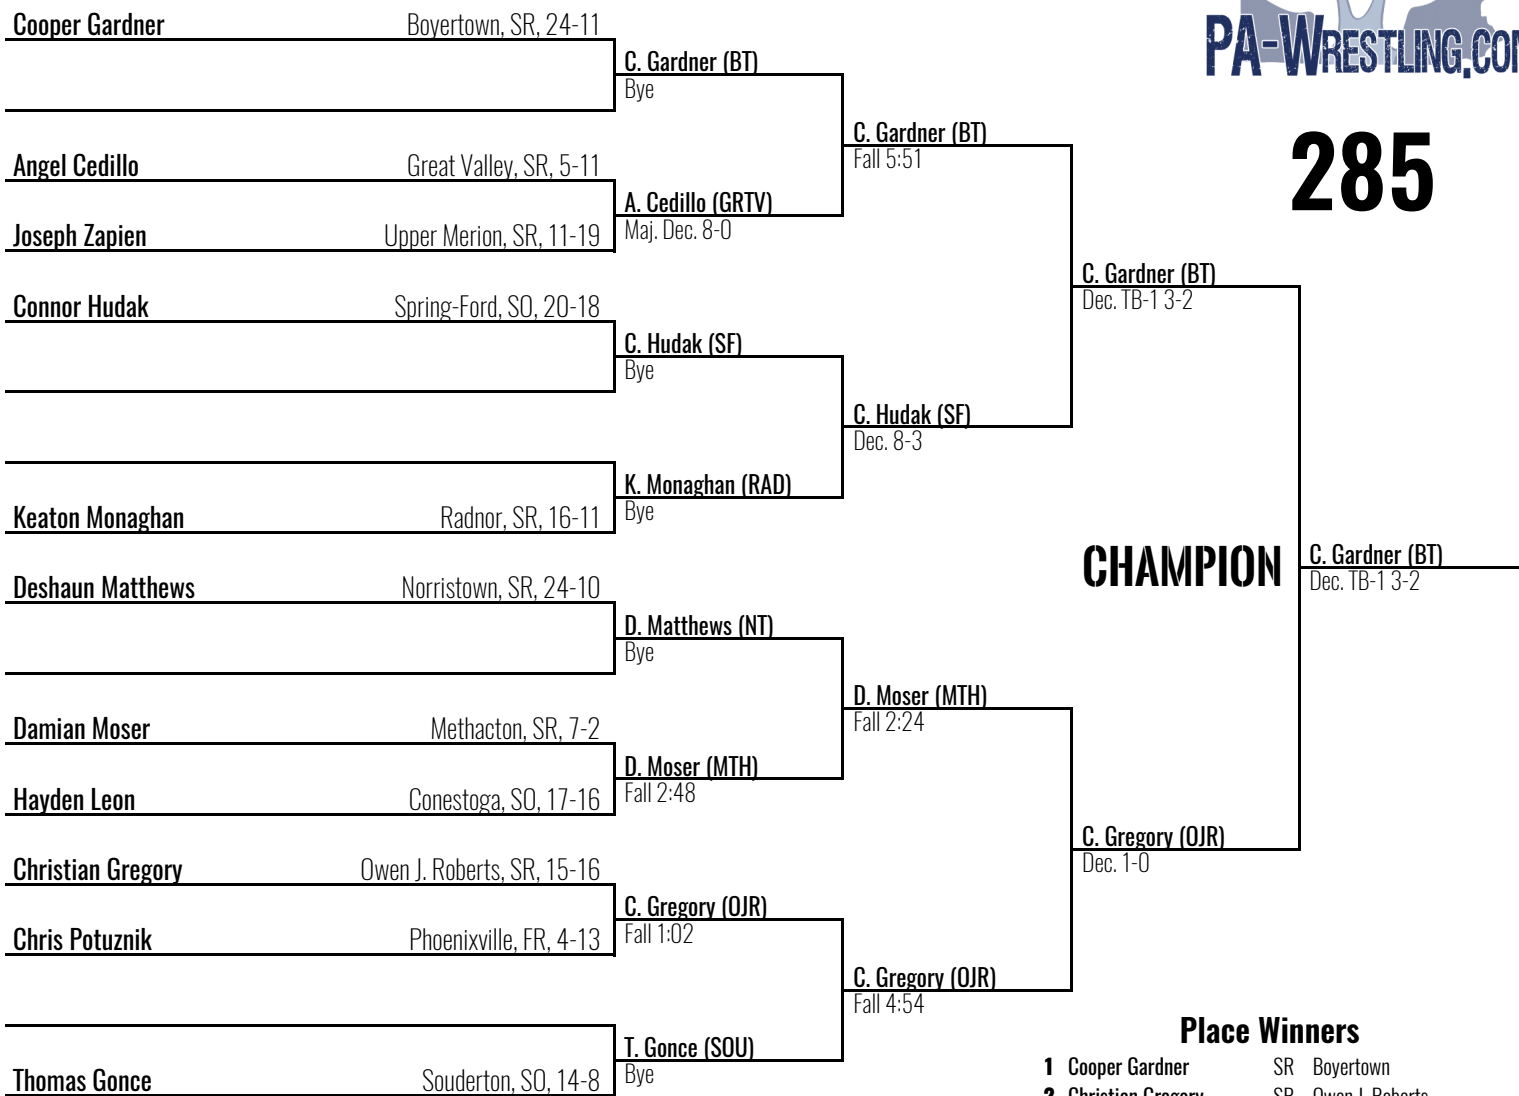 Cooper Gardner Boyertown, SR, 24-11
C. Gardner (BT)
Bye
Angel Cedillo Great Valley, SR, 5-11
A. Cedillo (GRTV)
Maj. Dec. 8-0
Joseph Zapien Upper Merion, SR, 11-19
C. Gardner (BT)
Fall 5:51
Connor Hudak Spring-Ford, SO, 20-18
C. Hudak (SF)
Bye
C. Hudak (SF)
Dec. 8-3
K. Monaghan (RAD)
Bye
Keaton Monaghan Radnor, SR, 16-11
C. Gardner (BT)
Dec. TB-1 3-2
Deshaun Matthews Norristown, SR, 24-10
D. Matthews (NT)
Bye
Damian Moser Methacton, SR, 7-2
D. Moser (MTH)
Fall 2:48
Hayden Leon Conestoga, SO, 17-16
D. Moser (MTH)
Fall 2:24
Christian Gregory Owen J. Roberts, SR, 15-16
C. Gregory (OJR)
Fall 1:02
Chris Potuznik Phoenixville, FR, 4-13
C. Gregory (OJR)
Fall 4:54
T. Gonce (SOU)
Bye
Thomas Gonce Souderton, SO, 14-8
C. Gregory (OJR)
Dec. 1-0
PA-WRESTLING.COM
285
CHAMPION
C. Gardner (BT)
Dec. TB-1 3-2
Place Winners
1 Cooper Gardner SR Boyertown
2 Christian Gregory SR Owen J. Roberts